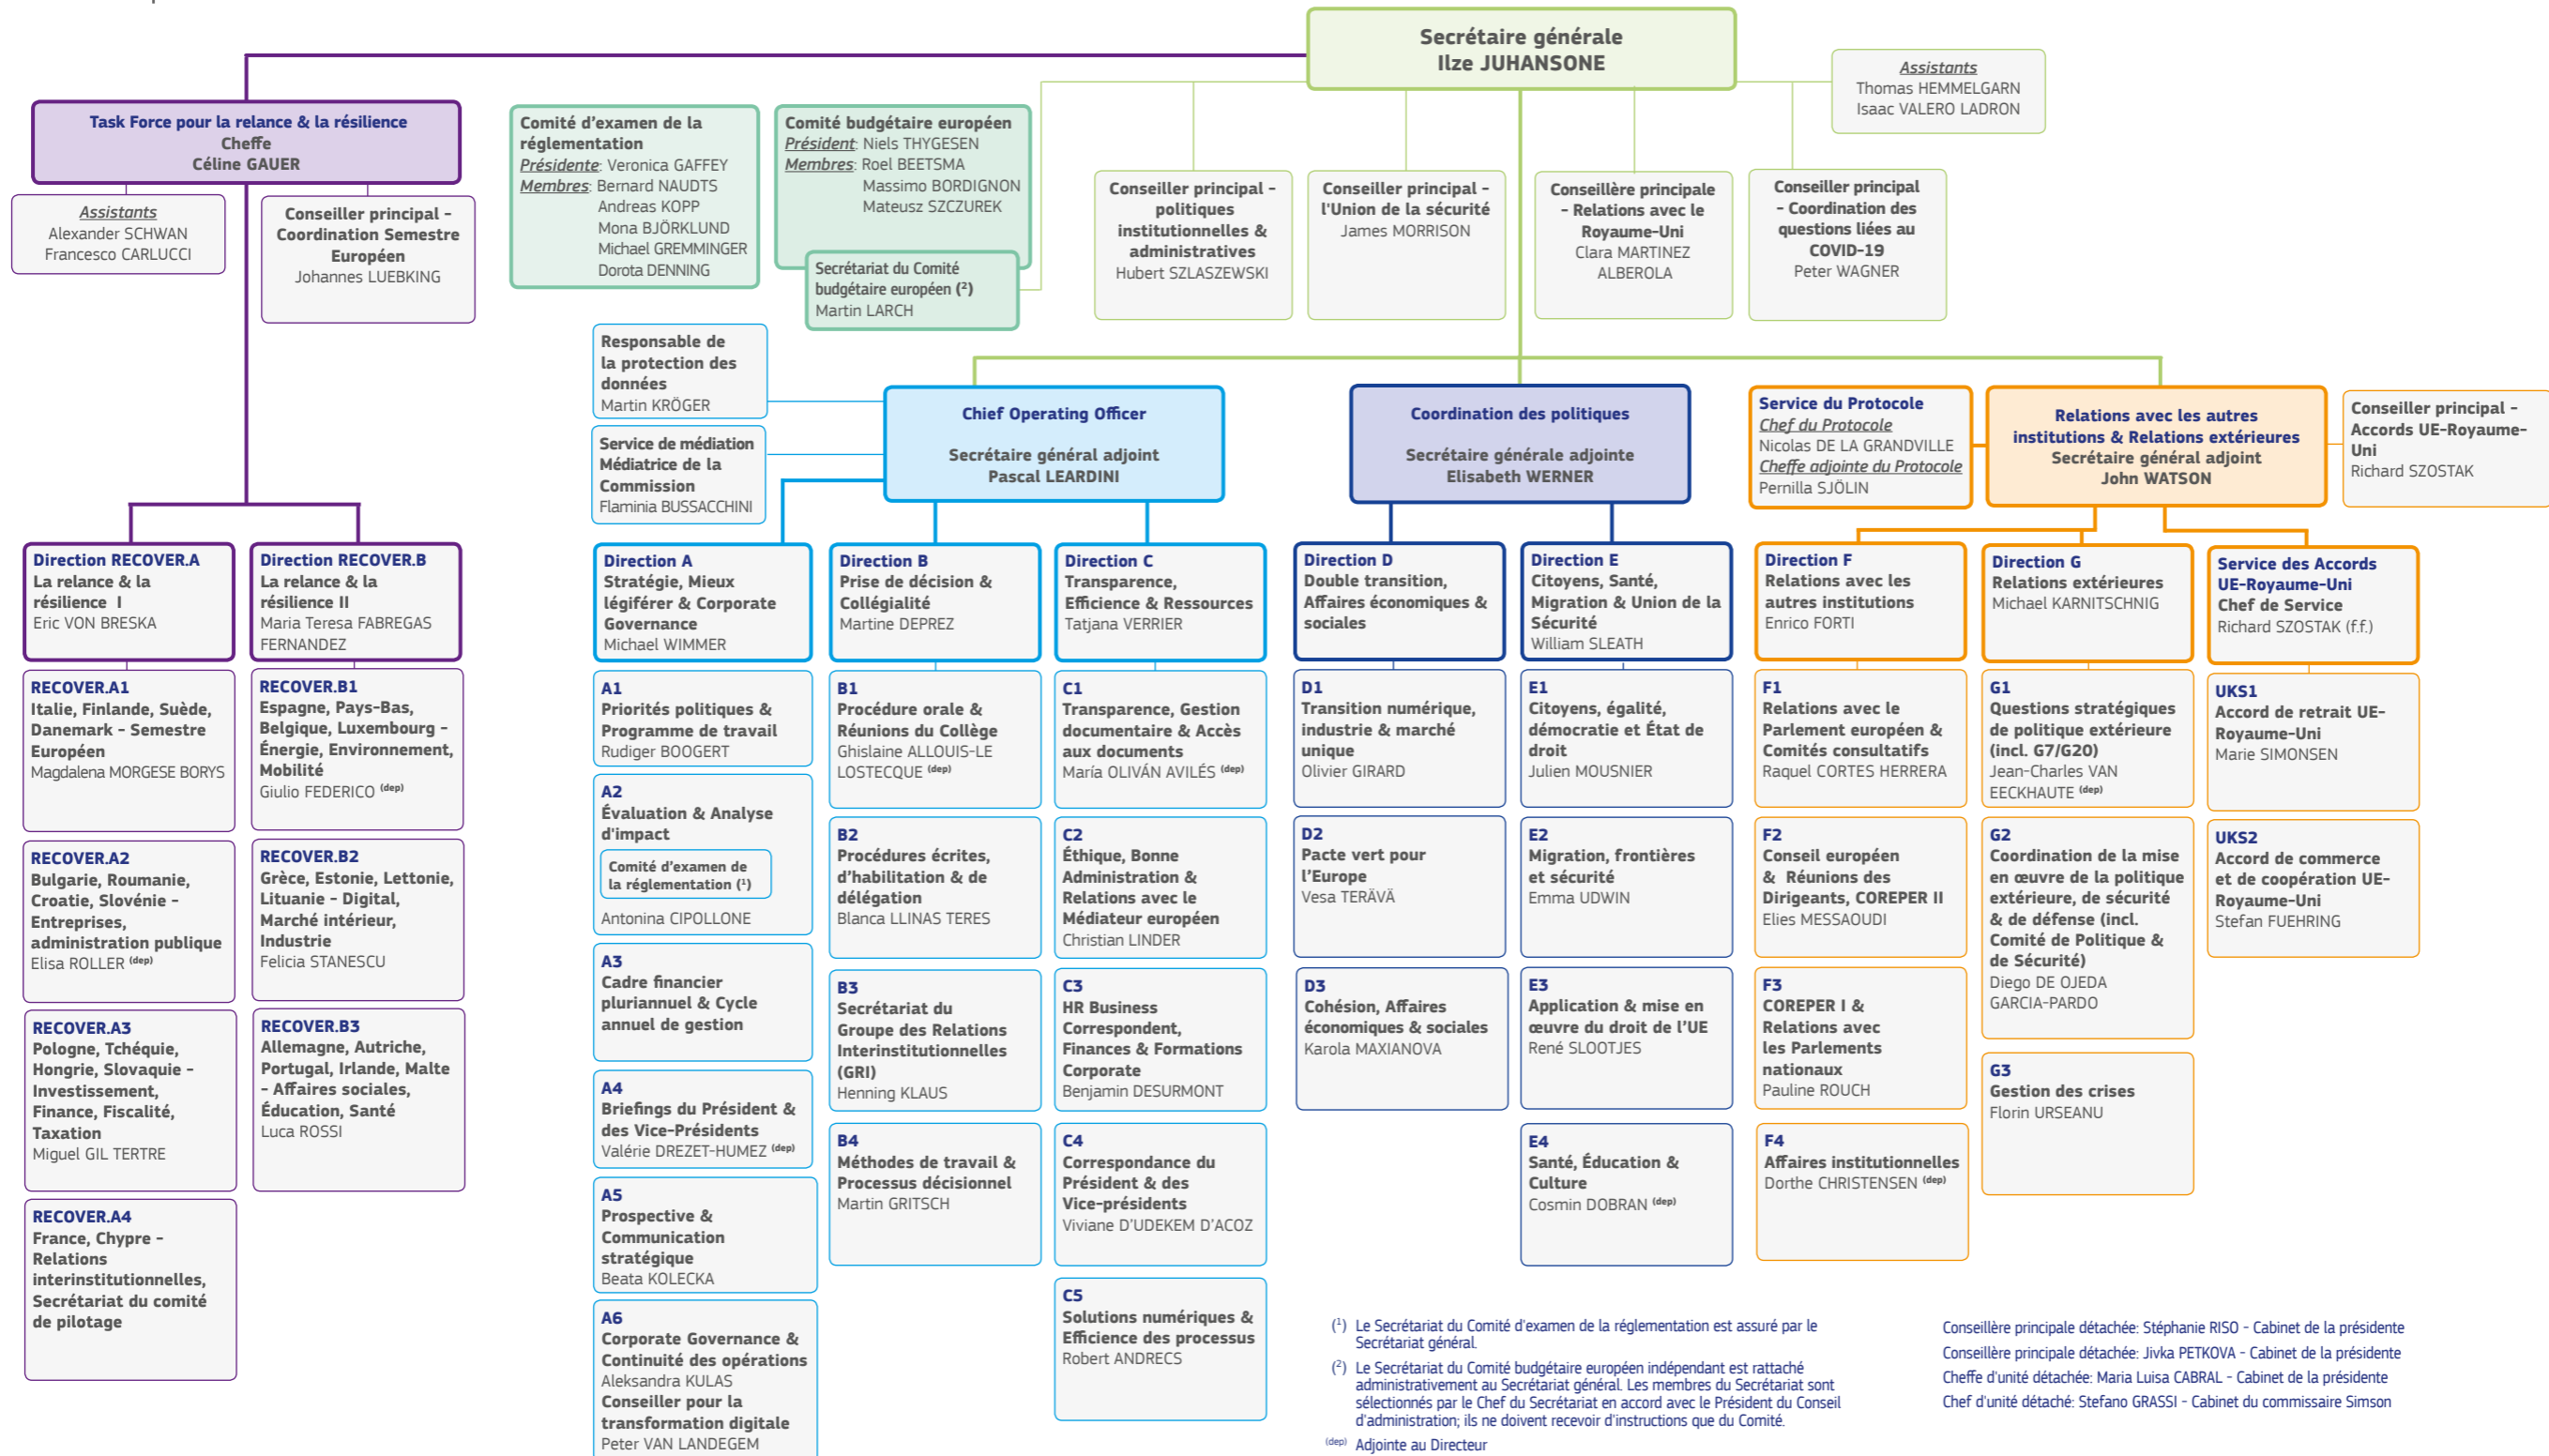 Secrétaire générale
Ilze JUHANSONE
Assistants
Thomas HEMMELGARN
Isaac VALERO LADRON
Task Force pour la relance & la résilience
Cheffe
Céline GAUER
Assistants
Alexander SCHWAN
Francesco CARLUCCI
Conseiller principal -
Coordination Semestre
Européen
Johannes LUEBKING
Comité d'examen de la
réglementation
Présidente: Veronica GAFFEY
Membres: Bernard NAUDTS
Andreas KOPP
Mona BJÖRKLUND
Michael GREMMINGER
Dorota DENNING
Comité budgétaire européen
Président: Niels THYGESEN
Membres: Roel BEETSMA
Massimo BORDIGNON
Mateusz SZCZUREK
Secrétariat du Comité
budgétaire européen (2)
Martin LARCH
Conseiller principal -
politiques
institutionnelles &
administratives
Hubert SZLASZEWSKI
Conseiller principal -
l'Union de la sécurité
James MORRISON
Conseillère principale
- Relations avec le
Royaume-Uni
Clara MARTINEZ
ALBEROLA
Conseiller principal
- Coordination des
questions liées au
COVID-19
Peter WAGNER
Responsable de
la protection des
données
Martin KRÖGER
Service de médiation
Médiatrice de la
Commission
Flaminia BUSSACCHINI
Chief Operating Officer
Secrétaire général adjoint
Pascal LEARDINI
Coordination des politiques
Secrétaire générale adjointe
Elisabeth WERNER
Service du Protocole
Chef du Protocole
Nicolas DE LA GRANDVILLE
Cheffe adjointe du Protocole
Pernilla SJÖLIN
Relations avec les autres
institutions & Relations extérieures
Secrétaire général adjoint
John WATSON
Conseiller principal -
Accords UE-Royaume-
Uni
Richard SZOSTAK
Direction RECOVER.A
La relance & la
résilience I
Eric VON BRESKA
RECOVER.A1
Italie, Finlande, Suède,
Danemark - Semestre
Européen
Magdalena MORGESE BORYS
RECOVER.A2
Bulgarie, Roumanie,
Croatie, Slovénie -
Entreprises,
administration publique
Elisa ROLLER (dep)
RECOVER.A3
Pologne, Tchéquie,
Hongrie, Slovaquie -
Investissement,
Finance, Fiscalité,
Taxation
Miguel GIL TERTRE
RECOVER.A4
France, Chypre -
Relations
interinstitutionnelles,
Secrétariat du comité
de pilotage
Direction RECOVER.B
La relance & la
résilience II
Maria Teresa FABREGAS
FERNANDEZ
RECOVER.B1
Espagne, Pays-Bas,
Belgique, Luxembourg -
Énergie, Environnement,
Mobilité
Giulio FEDERICO (dep)
RECOVER.B2
Grèce, Estonie, Lettonie,
Lituanie - Digital,
Marché intérieur,
Industrie
Felicia STANESCU
RECOVER.B3
Allemagne, Autriche,
Portugal, Irlande, Malte
- Affaires sociales,
Éducation, Santé
Luca ROSSI
Direction A
Stratégie, Mieux
légiférer & Corporate
Governance
Michael WIMMER
A1
Priorités politiques &
Programme de travail
Rudiger BOOGERT
A2
Évaluation & Analyse
d'impact
Comité d'examen de
la réglementation (1)
Antonina CIPOLLONE
A3
Cadre financier
pluriannuel & Cycle
annuel de gestion
A4
Briefings du Président &
des Vice-Présidents
Valérie DREZET-HUMEZ (dep)
A5
Prospective &
Communication
stratégique
Beata KOLECKA
A6
Corporate Governance &
Continuité des opérations
Aleksandra KULAS
Conseiller pour la
transformation digitale
Peter VAN LANDEGEM
Direction B
Prise de décision &
Collégialité
Martine DEPREZ
B1
Procédure orale &
Réunions du Collège
Ghislaine ALLOUIS-LE
LOSTECQUE (dep)
B2
Procédures écrites,
d'habilitation & de
délégation
Blanca LLINAS TERES
B3
Secrétariat du
Groupe des Relations
Interinstitutionnelles
(GRI)
Henning KLAUS
B4
Méthodes de travail &
Processus décisionnel
Martin GRITSCH
Direction C
Transparence,
Efficience & Ressources
Tatjana VERRIER
C1
Transparence, Gestion
documentaire & Accès
aux documents
María OLIVÁN AVILÉS (dep)
C2
Éthique, Bonne
Administration &
Relations avec le
Médiateur européen
Christian LINDER
C3
HR Business
Correspondent,
Finances & Formations
Corporate
Benjamin DESURMONT
C4
Correspondance du
Président & des
Vice-présidents
Viviane D'UDEKEM D'ACOZ
C5
Solutions numériques &
Efficience des processus
Robert ANDRECS
Direction D
Double transition,
Affaires économiques &
sociales
D1
Transition numérique,
industrie & marché
unique
Olivier GIRARD
D2
Pacte vert pour
l'Europe
Vesa TERÄVÄ
D3
Cohésion, Affaires
économiques & sociales
Karola MAXIANOVA
Direction E
Citoyens, Santé,
Migration & Union de la
Sécurité
William SLEATH
E1
Citoyens, égalité,
démocratie et État de
droit
Julien MOUSNIER
E2
Migration, frontières
et sécurité
Emma UDWIN
E3
Application & mise en
œuvre du droit de l'UE
René SLOOTJES
E4
Santé, Éducation &
Culture
Cosmin DOBRAN (dep)
Direction F
Relations avec les
autres institutions
Enrico FORTI
F1
Relations avec le
Parlement européen &
Comités consultatifs
Raquel CORTES HERRERA
F2
Conseil européen
& Réunions des
Dirigeants, COREPER II
Elies MESSAOUDI
F3
COREPER I &
Relations avec
les Parlements
nationaux
Pauline ROUCH
F4
Affaires institutionnelles
Dorthe CHRISTENSEN (dep)
Direction G
Relations extérieures
Michael KARNITSCHNIG
G1
Questions stratégiques
de politique extérieure
(incl. G7/G20)
Jean-Charles VAN
EECKHAUTE (dep)
G2
Coordination de la mise
en œuvre de la politique
extérieure, de sécurité
& de défense (incl.
Comité de Politique &
de Sécurité)
Diego DE OJEDA
GARCIA-PARDO
G3
Gestion des crises
Florin URSEANU
Service des Accords
UE-Royaume-Uni
Chef de Service
Richard SZOSTAK (f.f.)
UKS1
Accord de retrait UE-
Royaume-Uni
Marie SIMONSEN
UKS2
Accord de commerce
et de coopération UE-
Royaume-Uni
Stefan FUEHRING
(1) Le Secrétariat du Comité d'examen de la réglementation est assuré par le
Secrétariat général.
(2) Le Secrétariat du Comité budgétaire européen indépendant est rattaché
administrativement au Secrétariat général. Les membres du Secrétariat sont
sélectionnés par le Chef du Secrétariat en accord avec le Président du Conseil
d'administration; ils ne doivent recevoir d'instructions que du Comité.
(dep) Adjointe au Directeur
Conseillère principale détachée: Stéphanie RISO - Cabinet de la présidente
Conseillère principale détachée: Jivka PETKOVA - Cabinet de la présidente
Cheffe d'unité détachée: Maria Luisa CABRAL - Cabinet de la présidente
Chef d'unité détaché: Stefano GRASSI - Cabinet du commissaire Simson